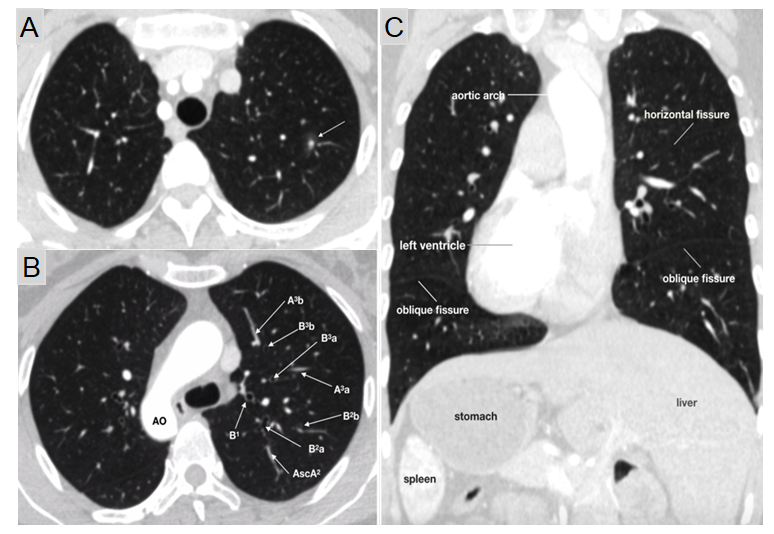 A
B
C
A³b
B³b
B³a
A³a
B²b
B²a
B¹
AscA²
AO
aortic arch
horizontal fissure
left ventricle
oblique fissure
oblique fissure
stomach
liver
spleen